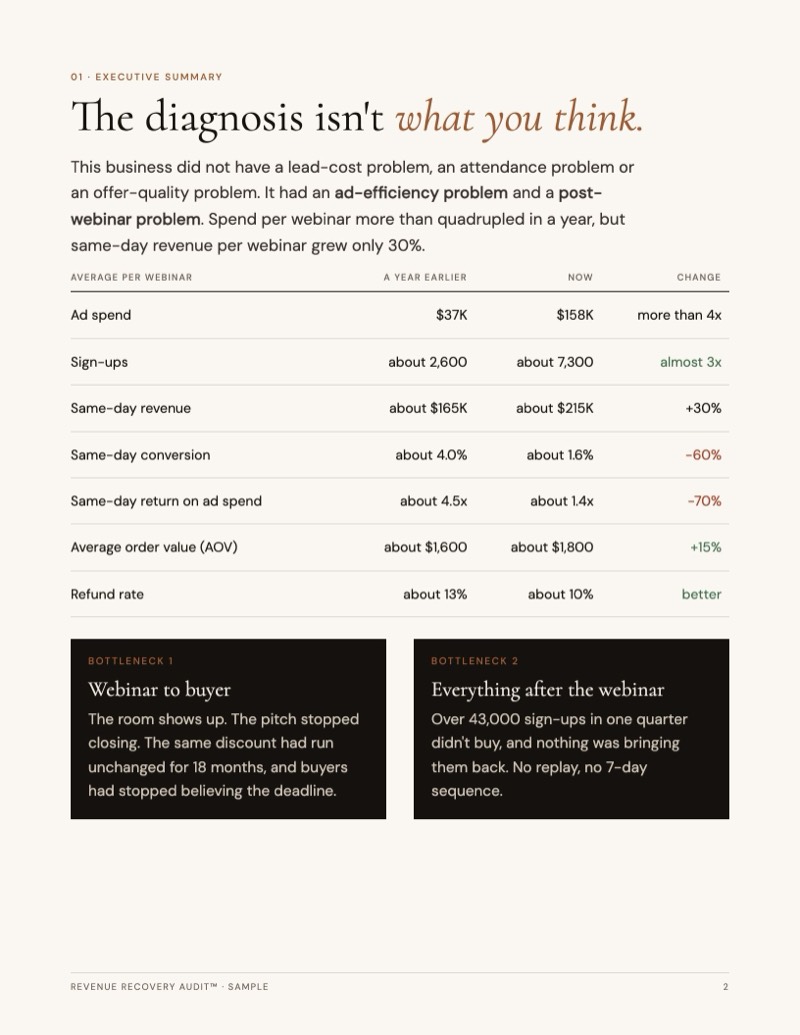 01 · EXECUTIVE SUMMARY
The diagnosis isn't what you think.
This business did not have a lead-cost problem, an attendance problem or
an offer-quality problem. It had an ad-efficiency problem and a post-
webinar problem. Spend per webinar more than quadrupled in a year, but
same-day revenue per webinar grew only 30%.
AVERAGE PER WEBINAR A YEAR EARLIER NOW CHANGE
Ad spend $37K $158K more than 4x
Sign-ups about 2,600 about 7,300 almost 3x
Same-day revenue about $165K about $215K +30%
Same-day conversion about 4.0% about 1.6% -60%
Same-day return on ad spend about 4.5x about 1.4x -70%
Average order value (AOV) about $1,600 about $1,800 +15%
Refund rate about 13% about 10% better
BOTTLENECK 1
Webinar to buyer
The room shows up. The pitch stopped
closing. The same discount had run
unchanged for 18 months, and buyers
had stopped believing the deadline.
BOTTLENECK 2
Everything after the webinar
Over 43,000 sign-ups in one quarter
didn't buy, and nothing was bringing
them back. No replay, no 7-day
sequence.
REVENUE RECOVERY AUDIT™ · SAMPLE 2